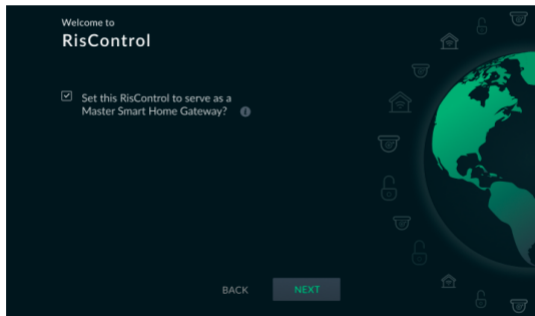 Welcome to
RisControl
Set this RisControl to serve as a
Master Smart Home Gateway?
BACK NEXT